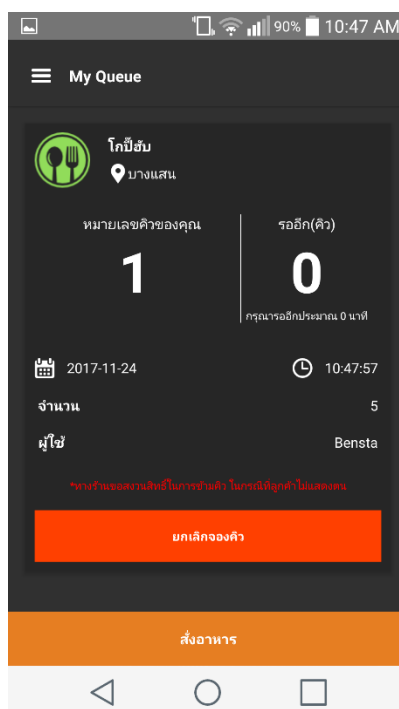 90% 10:47 AM
My Queue
โกปี๊ฮับ
บางแสน
หมายเลขคิวของคุณ
รออีก(คิว)
1
0
กรุณารออีกประมาณ 0 นาที
2017-11-24
10:47:57
จำนวน
5
ผู้ใช้
Bensta
*ทางร้านขอสงวนสิทธิ์ในการข้ามคิว ในกรณีที่ลูกค้าไม่แสดงตน
ยกเลิกจองคิว
สั่งอาหาร